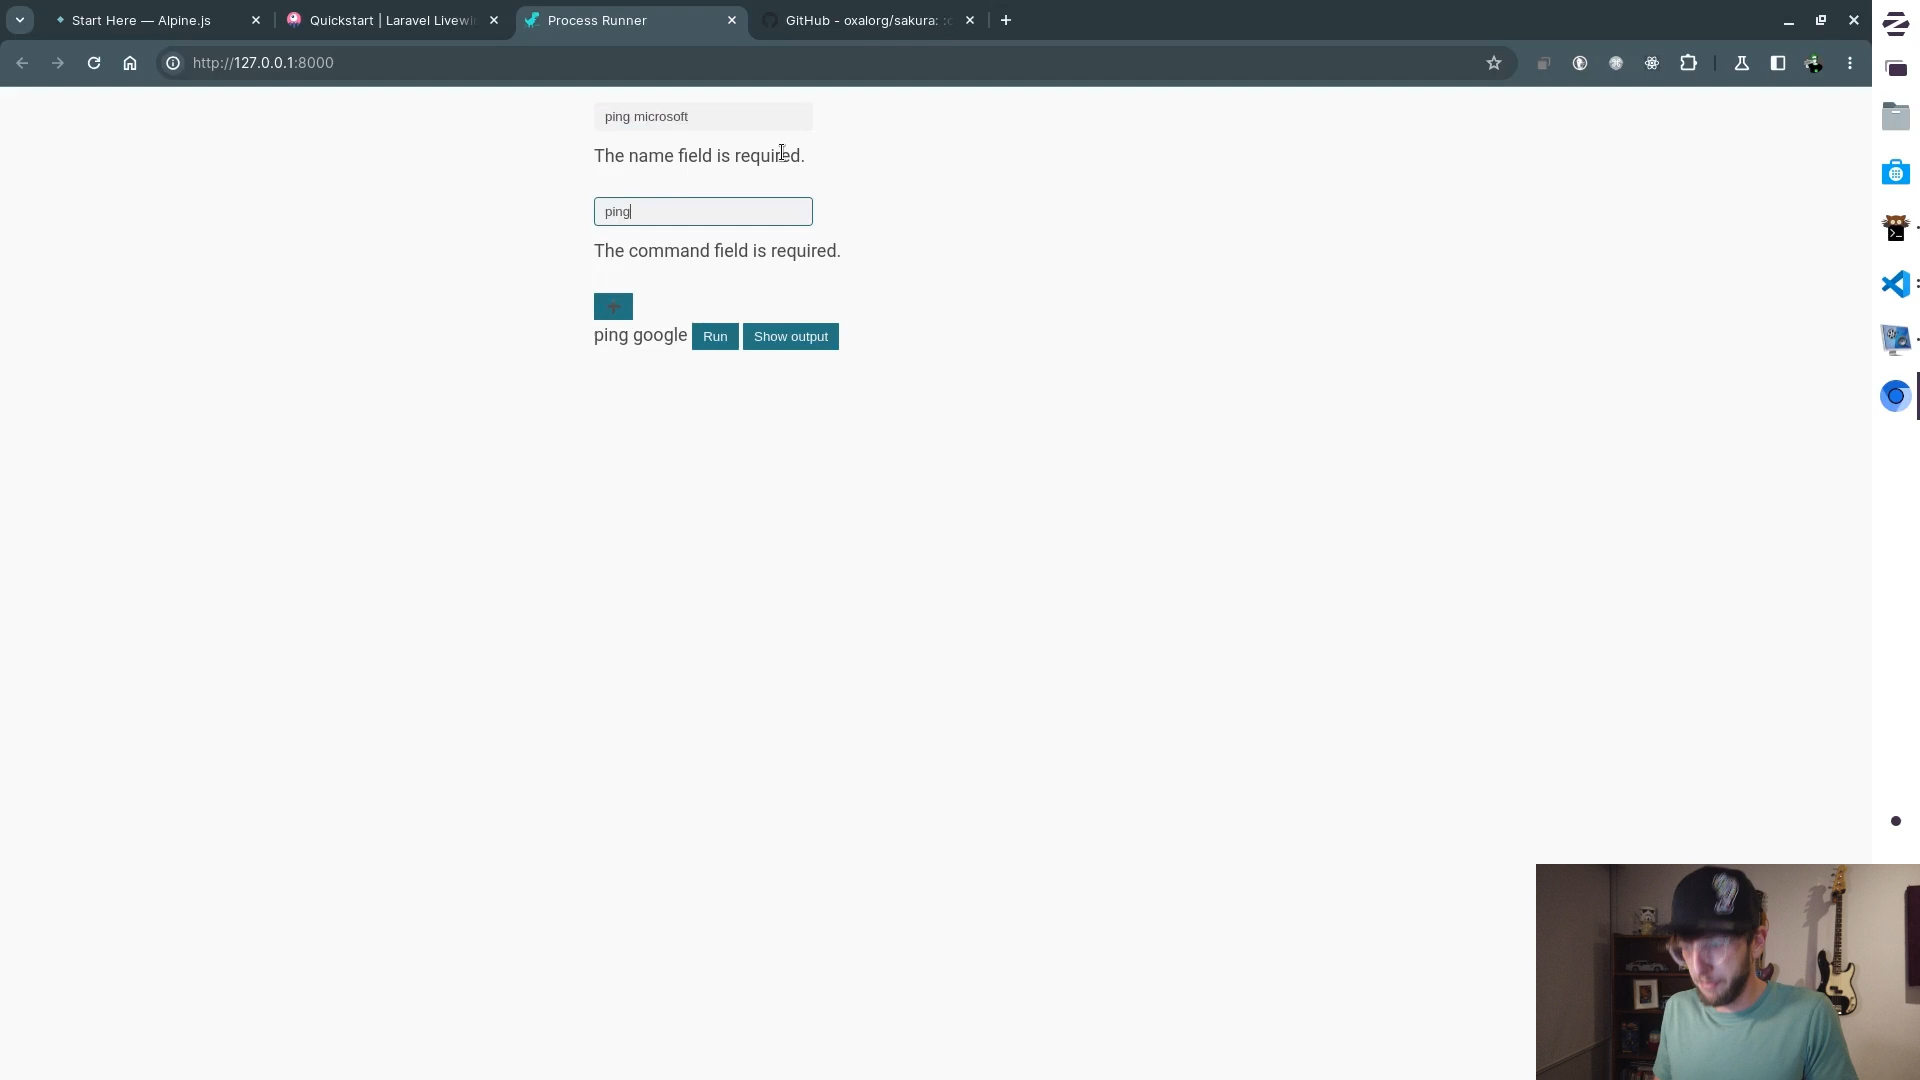 Start Here — Alpine.js
Quickstart | Laravel Livewi
Process Runner
GitHub - oxalorg/sakura: :c
http://127.0.0.1:8000
ping microsoft
The name field is required.
ping
The command field is required.
ping google Run Show output